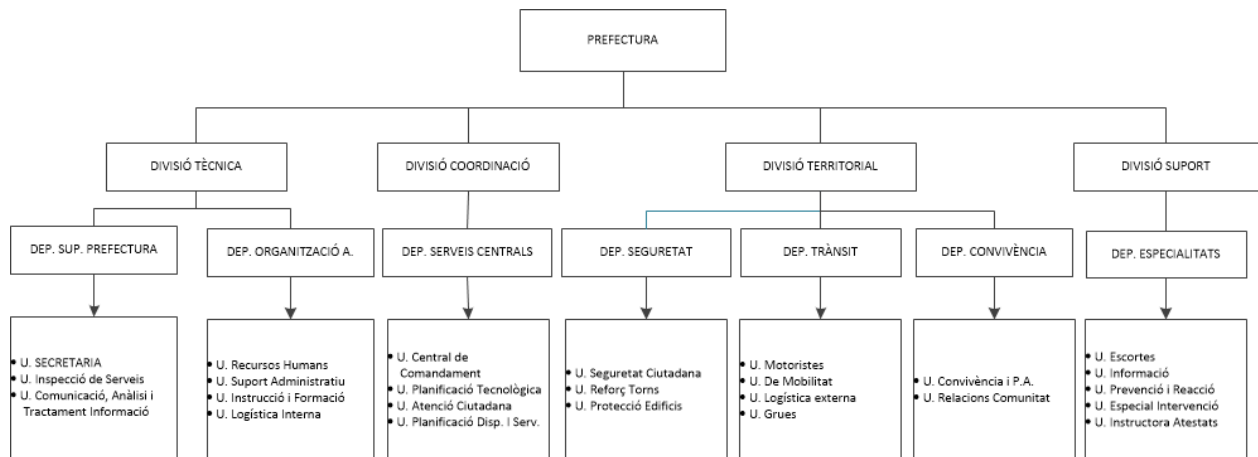 PREFECTURA
DIVISIÓ TÈCNICA
DIVISIÓ COORDINACIÓ
DIVISIÓ TERRITORIAL
DIVISIÓ SUPORT
DEP. SUP. PREFECTURA
DEP. ORGANITZACIÓ A.
DEP. SERVEIS CENTRALS
DEP. SEGURETAT
DEP. TRÀNSIT
DEP. CONVIVÈNCIA
DEP. ESPECIALITATS
• U. SECRETARIA
• U. Inspecció de Serveis
• U. Comunicació, Anàlisi i
Tractament Informació
• U. Recursos Humans
• U. Suport Administratiu
• U. Instrucció i Formació
• U. Logística Interna
• U. Central de
Comandament
• U. Planificació Tecnològica
• U. Atenció Ciutadana
• U. Planificació Disp. I Serv.
• U. Seguretat Ciutadana
• U. Reforç Torns
• U. Protecció Edificis
• U. Motoristes
• U. De Mobilitat
• U. Logística externa
• U. Grues
• U. Convivència i P.A.
• U. Relacions Comunitat
• U. Escortes
• U. Informació
• U. Prevenció i Reacció
• U. Especial Intervenció
• U. Instructora Atestats